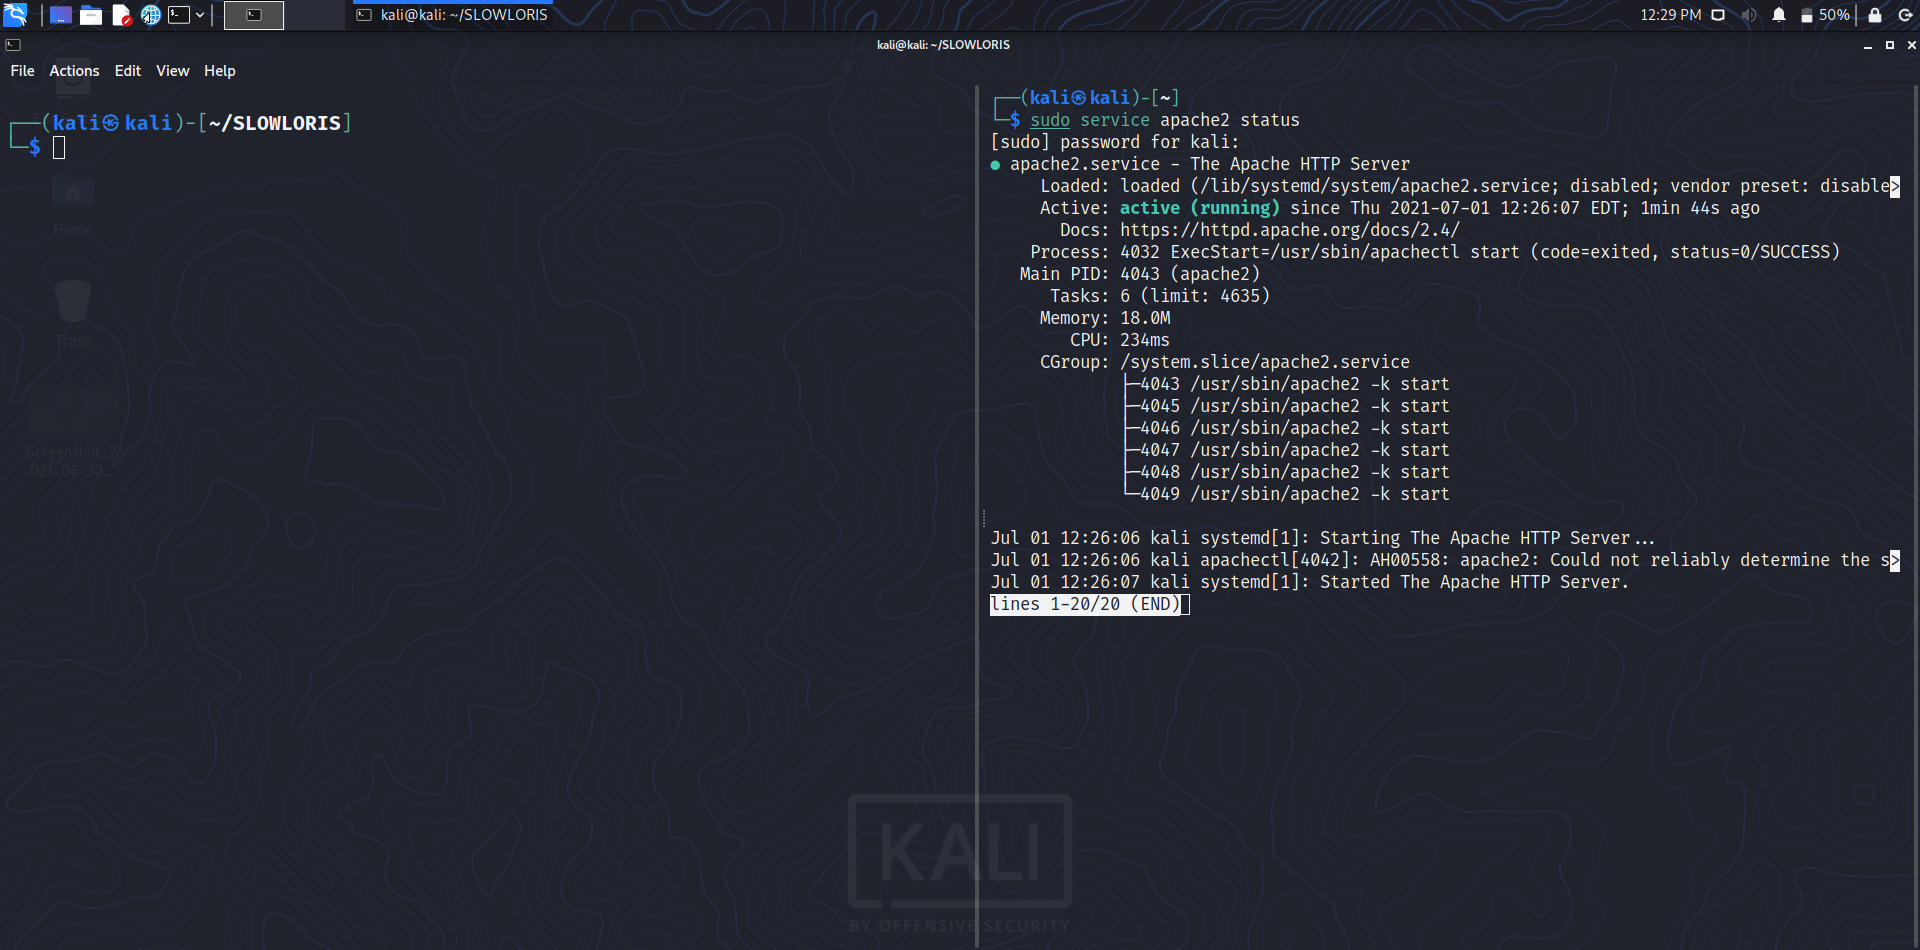 kali@kali: ~/SLOWLORIS
12:29 PM
50%
kali@kali: ~/SLOWLORIS
File Actions Edit View Help
┌──(kali㉿kali)-[~/SLOWLORIS]
└─$
Home
Trash
Screenshot_2
021-06-30...
┌──(kali㉿kali)-[~]
└─$ sudo service apache2 status
[sudo] password for kali:
● apache2.service - The Apache HTTP Server
Loaded: loaded (/lib/systemd/system/apache2.service; disabled; vendor preset: disable>
Active: active (running) since Thu 2021-07-01 12:26:07 EDT; 1min 44s ago
Docs: https://httpd.apache.org/docs/2.4/
Process: 4032 ExecStart=/usr/sbin/apachectl start (code=exited, status=0/SUCCESS)
Main PID: 4043 (apache2)
Tasks: 6 (limit: 4635)
Memory: 18.0M
CPU: 234ms
CGroup: /system.slice/apache2.service
├─4043 /usr/sbin/apache2 -k start
├─4045 /usr/sbin/apache2 -k start
├─4046 /usr/sbin/apache2 -k start
├─4047 /usr/sbin/apache2 -k start
├─4048 /usr/sbin/apache2 -k start
└─4049 /usr/sbin/apache2 -k start
Jul 01 12:26:06 kali systemd[1]: Starting The Apache HTTP Server...
Jul 01 12:26:06 kali apachectl[4042]: AH00558: apache2: Could not reliably determine the s>
Jul 01 12:26:07 kali systemd[1]: Started The Apache HTTP Server.
lines 1-20/20 (END)
KALI
BY OFFENSIVE SECURITY